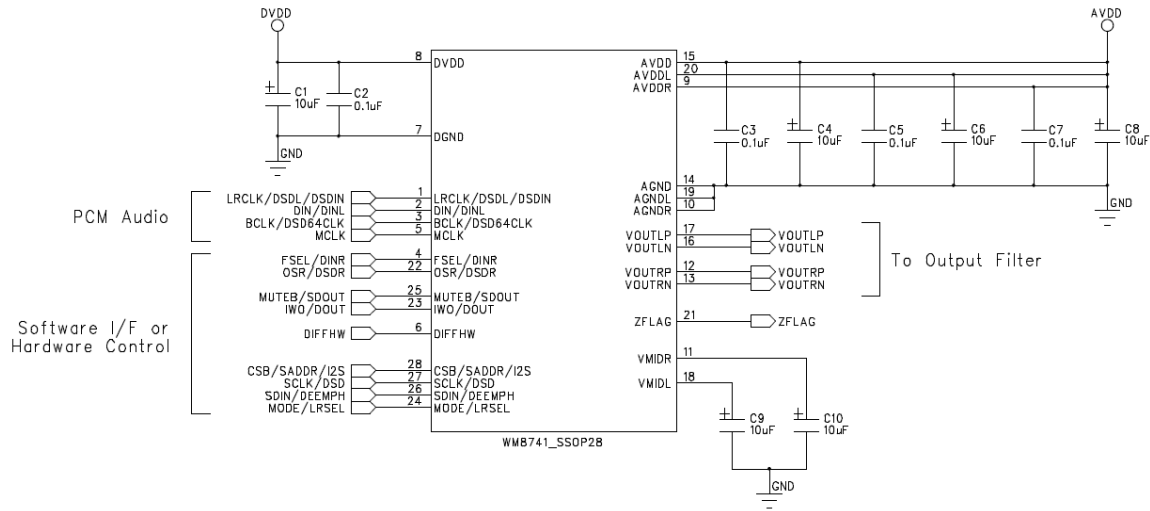 DVDD
AVDD
8 DVDD
AVDD 15
AVDDL 20
AVDDR 9
C1
10uF
C2
0.1uF
C3
0.1uF
C4
10uF
C5
0.1uF
C6
10uF
C7
0.1uF
C8
10uF
7 DGND
GND
AGND 14
AGNDL 19
AGNDR 10
GND
PCM Audio
LRCLK/DSDL/DSDIN 1 LRCLK/DSDL/DSDIN
DIN/DINL 2 DIN/DINL
BCLK/DSD64CLK 3 BCLK/DSD64CLK
MCLK 5 MCLK
VOUTLP 17 VOUTLP
VOUTLN 16 VOUTLN
VOUTRP 12 VOUTRP
VOUTRN 13 VOUTRN
To Output Filter
Software I/F or
Hardware Control
FSEL/DINR 4 FSEL/DINR
OSR/DSDR 22 OSR/DSDR
MUTEB/SDOUT 25 MUTEB/SDOUT
IWO/DOUT 23 IWO/DOUT
DIFFHW 6 DIFFHW
CSB/SADDR/I2S 28 CSB/SADDR/I2S
SCLK/DSD 27 SCLK/DSD
SDIN/DEEMPH 26 SDIN/DEEMPH
MODE/LRSEL 24 MODE/LRSEL
ZFLAG 21 ZFLAG
VMIDR 11
VMIDL 18
C9
10uF
C10
10uF
WM8741_SSOP28
GND